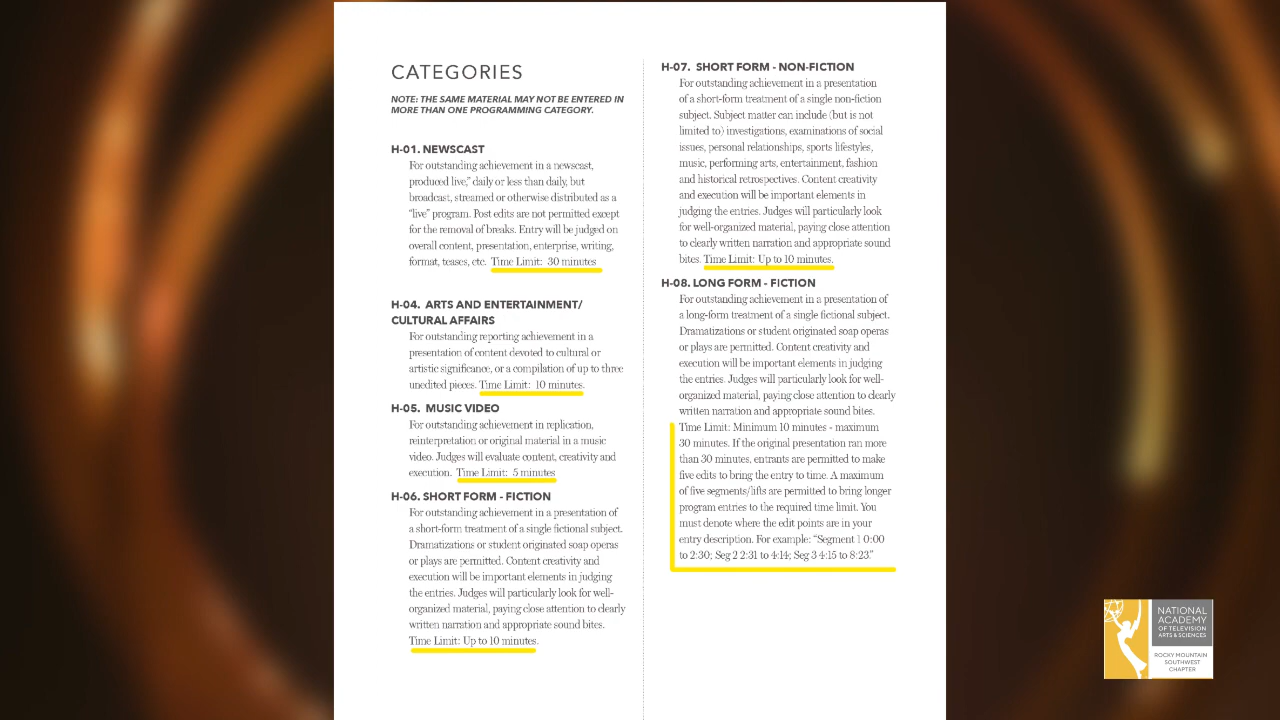 CATEGORIES
NOTE: THE SAME MATERIAL MAY NOT BE ENTERED IN
MORE THAN ONE PROGRAMMING CATEGORY.
H-01. NEWSCAST
For outstanding achievement in a newscast,
produced live," daily or less than daily, but
broadcast, streamed or otherwise distributed as a
"live" program. Post edits are not permitted except
for the removal of breaks. Entry will be judged on
overall content, presentation, enterprise, writing,
format, teases, etc. Time Limit: 30 minutes
H-04. ARTS AND ENTERTAINMENT/
CULTURAL AFFAIRS
For outstanding reporting achievement in a
presentation of content devoted to cultural or
artistic significance, or a compilation of up to three
unedited pieces. Time Limit: 10 minutes.
H-05. MUSIC VIDEO
For outstanding achievement in replication,
reinterpretation or original material in a music
video. Judges will evaluate content, creativity and
execution. Time Limit: 5 minutes
H-06. SHORT FORM - FICTION
For outstanding achievement in a presentation of
a short-form treatment of a single fictional subject.
Dramatizations or student originated soap operas
or plays are permitted. Content creativity and
execution will be important elements in judging
the entries. Judges will particularly look for well-
organized material, paying close attention to clearly
written narration and appropriate sound bites.
Time Limit: Up to 10 minutes.
H-07. SHORT FORM - NON-FICTION
For outstanding achievement in a presentation
of a short-form treatment of a single non-fiction
subject. Subject matter can include (but is not
limited to) investigations, examinations of social
issues, personal relationships, sports lifestyles,
music, performing arts, entertainment, fashion
and historical retrospectives. Content creativity
and execution will be important elements in
judging the entries. Judges will particularly look
for well-organized material, paying close attention
to clearly written narration and appropriate sound
bites. Time Limit: Up to 10 minutes.
H-08. LONG FORM - FICTION
For outstanding achievement in a presentation of
a long-form treatment of a single fictional subject.
Dramatizations or student originated soap operas
or plays are permitted. Content creativity and
execution will be important elements in judging
the entries. Judges will particularly look for well-
organized material, paying close attention to clearly
written narration and appropriate sound bites.
Time Limit: Minimum 10 minutes - maximum
30 minutes. If the original presentation ran more
than 30 minutes, entrants are permitted to make
five edits to bring the entry to time. A maximum
of five segments/lifts are permitted to bring longer
program entries to the required time limit. You
must denote where the edit points are in your
entry description. For example: "Segment 1 0:00
to 2:30; Seg 2 2:31 to 4:14; Seg 3 4:15 to 8:23."
NATIONAL
ACADEMY
OF TELEVISION
ARTS & SCIENCES
ROCKY MOUNTAIN
SOUTHWEST
CHAPTER